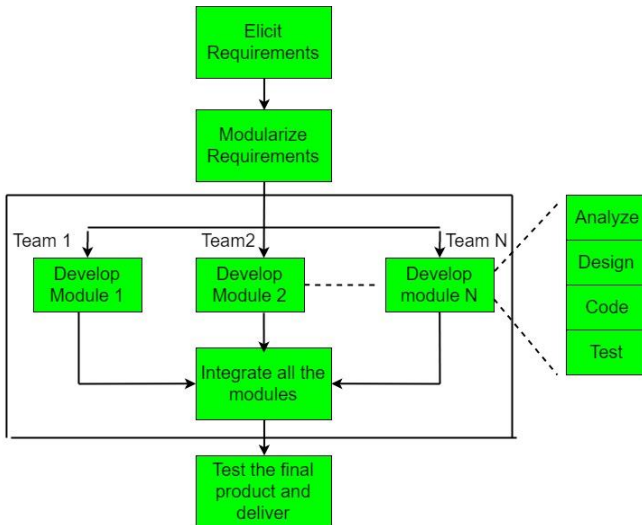 Elicit
Requirements
Modularize
Requirements
Team 1
Team2
Team N
Develop
Module 1
Develop
Module 2
Develop
module N
Analyze
Design
Code
Test
Integrate all the
modules
Test the final
product and
deliver